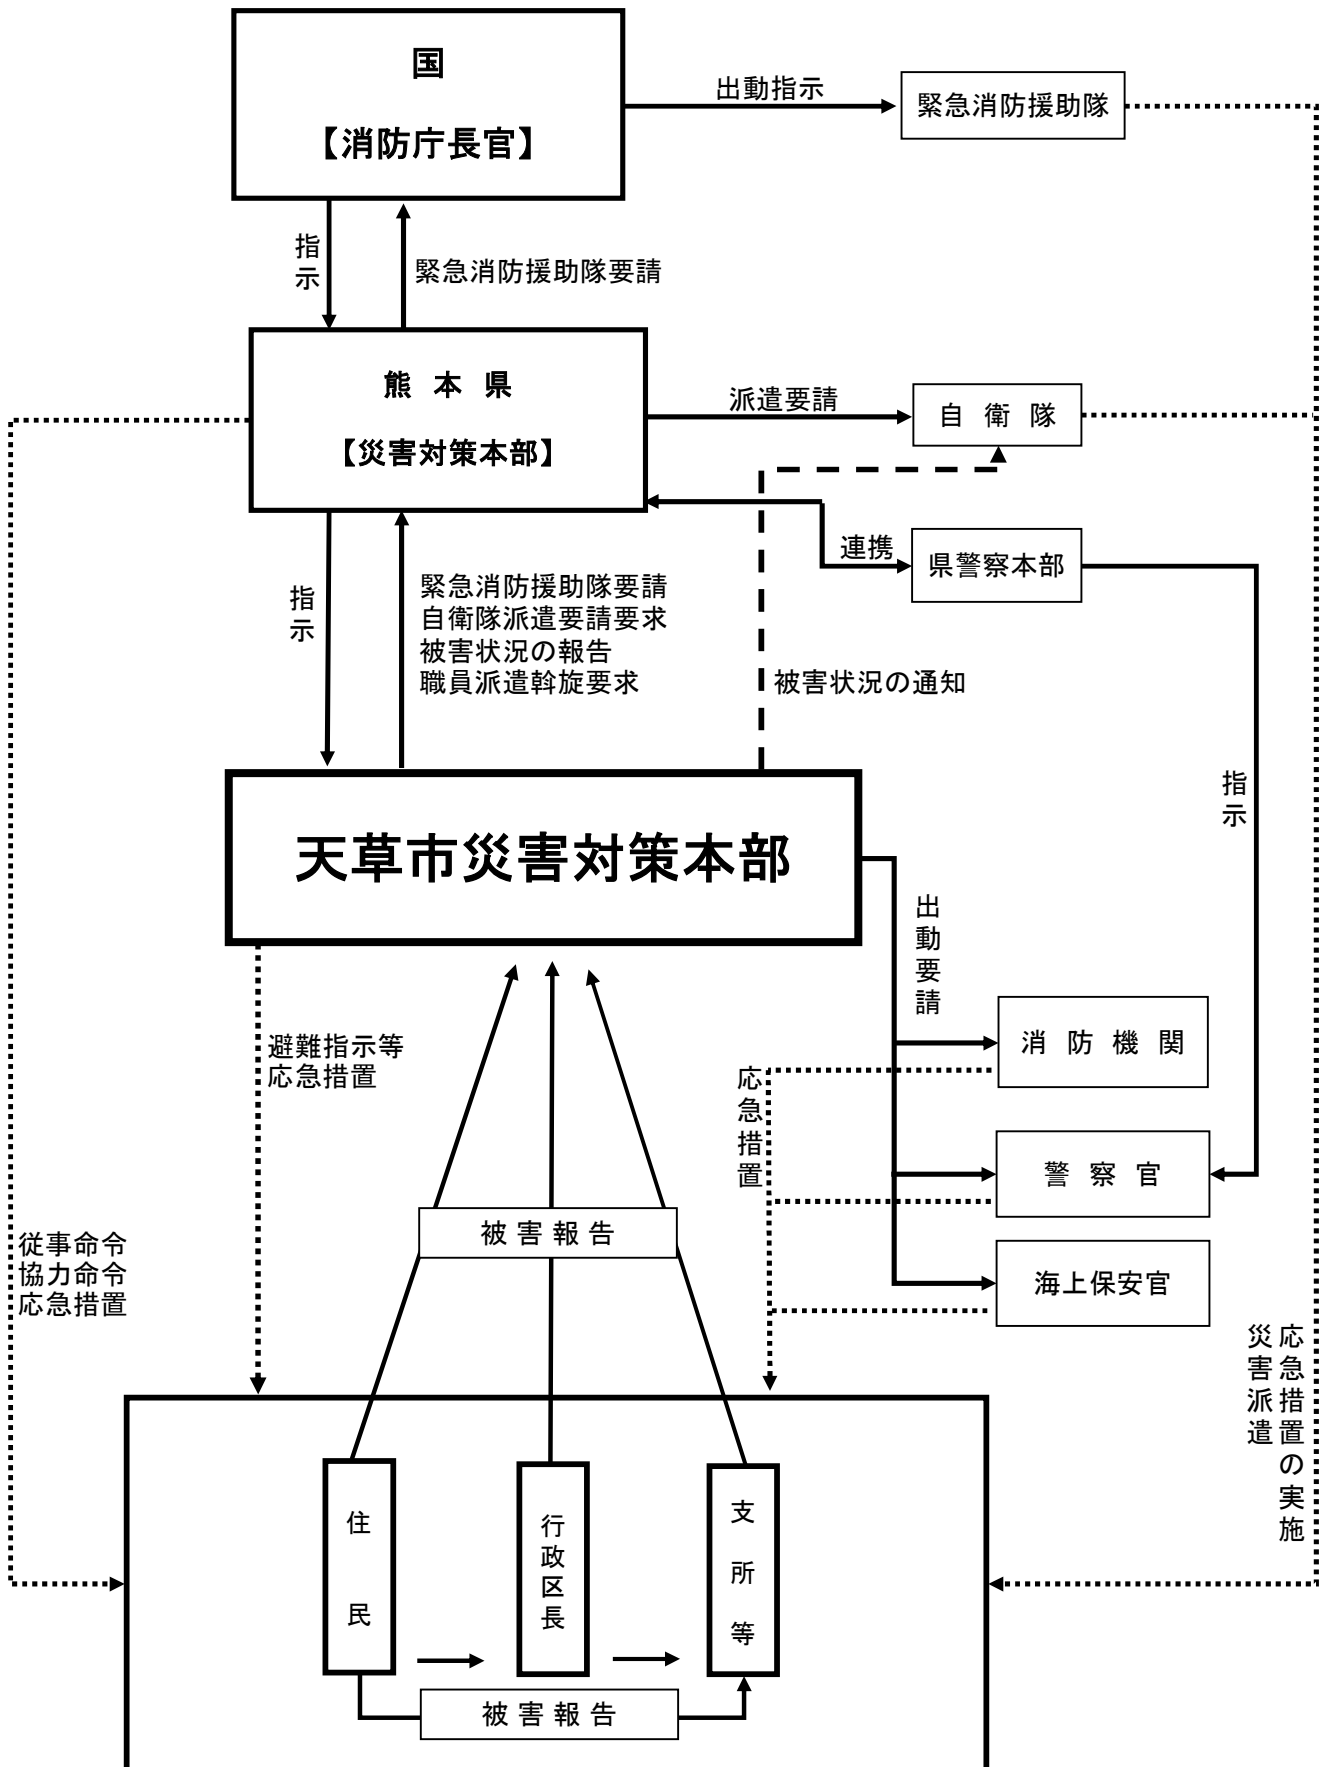 国
【消防庁長官】
出動指示
緊急消防援助隊
指示
緊急消防援助隊要請
熊本県
【災害対策本部】
派遣要請
自衛隊
連携
県警察本部
指示
緊急消防援助隊要請
自衛隊派遣要請要求
被害状況の報告
職員派遣斡旋要求
被害状況の通知
指示
天草市災害対策本部
出動要請
避難指示等
応急措置
消防機関
応急措置
警察官
海上保安官
被害報告
従事命令
協力命令
応急措置
応急措置の実施
災害派遣
住民
行政区長
支所等
被害報告